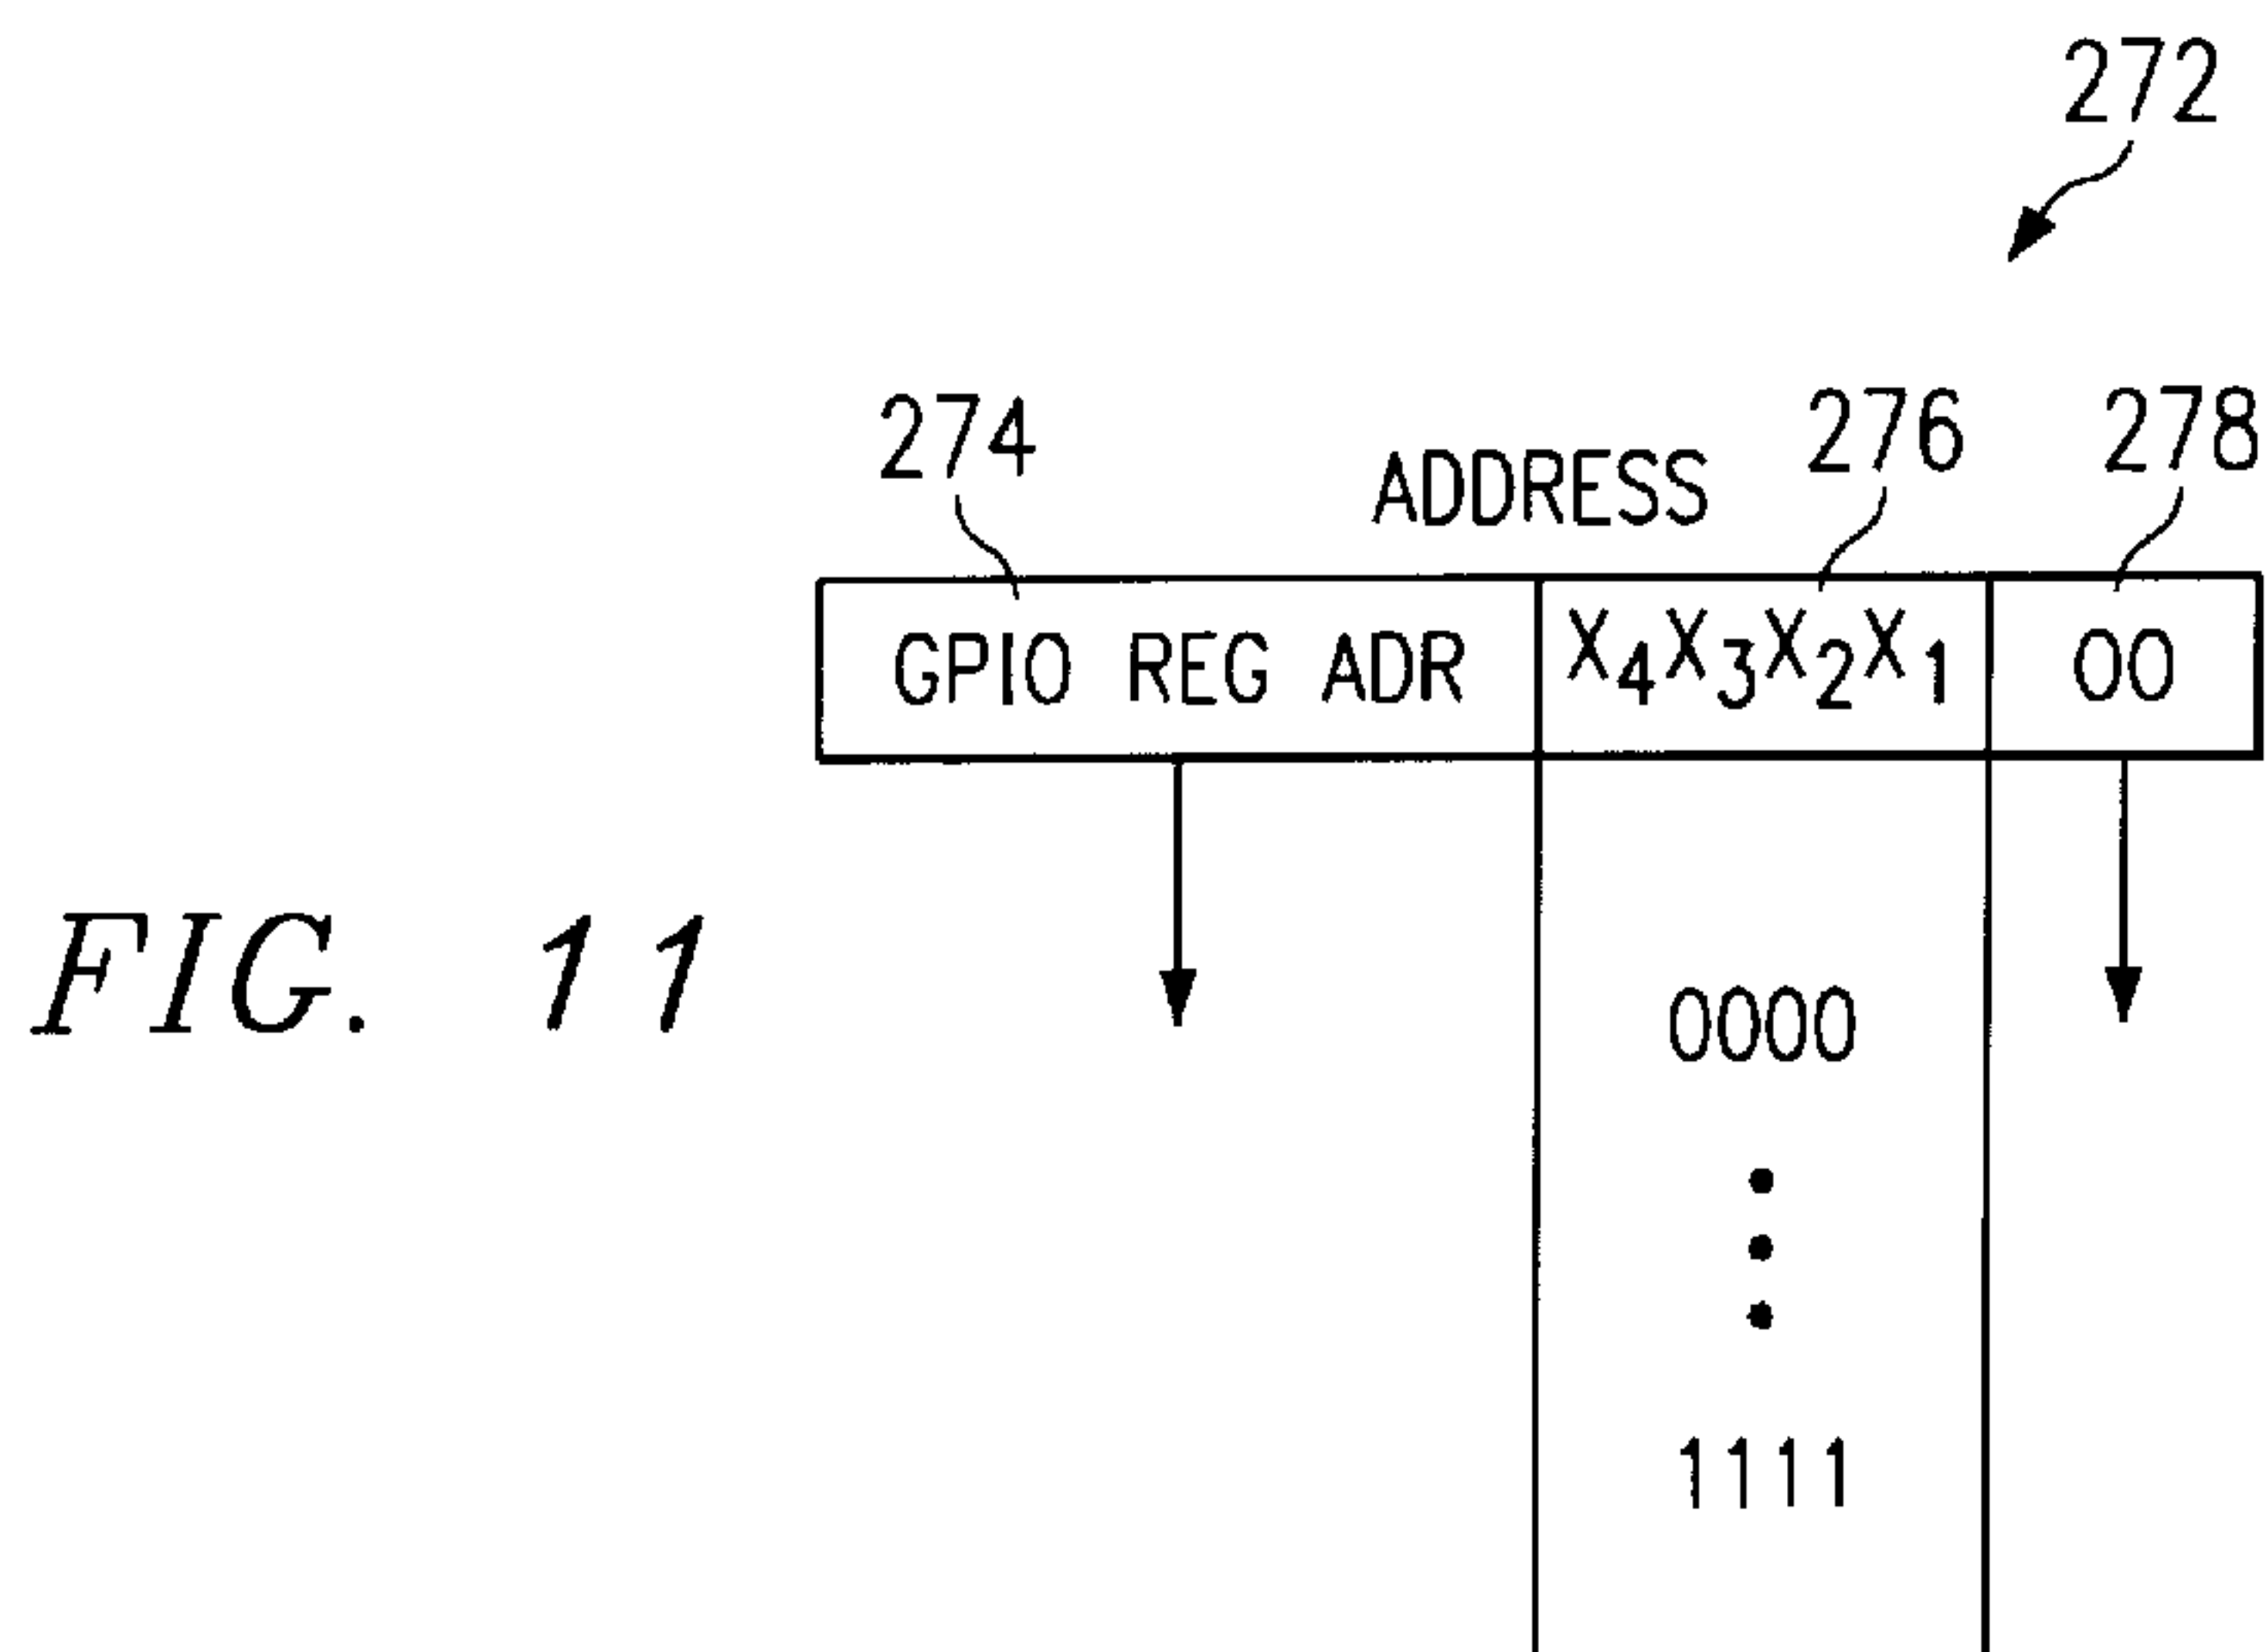 272
274 ADDRESS 276 278
GPIO REG ADR X₄X₃X₂X₁ 00
FIG. 11
0000
1111